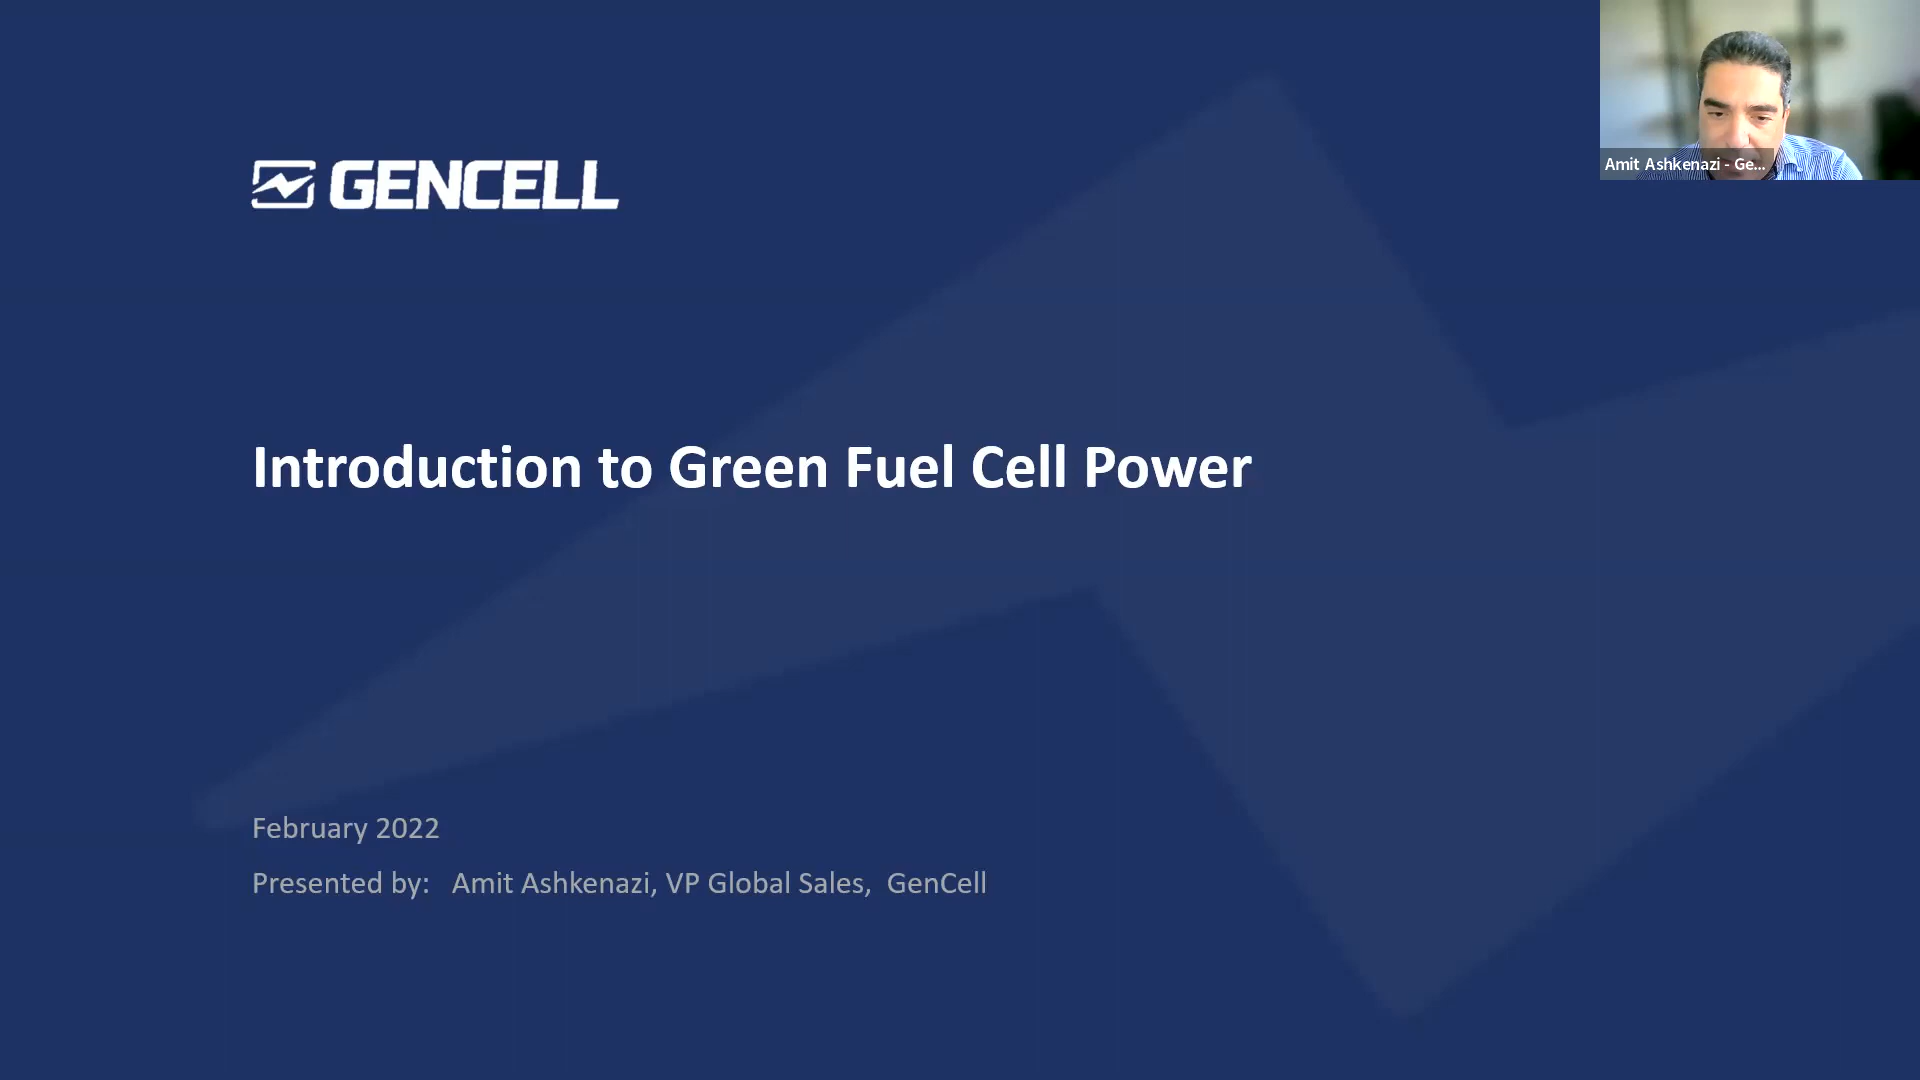 GENCELL
Amit Ashkenazi - Ge...
Introduction to Green Fuel Cell Power
February 2022
Presented by: Amit Ashkenazi, VP Global Sales, GenCell